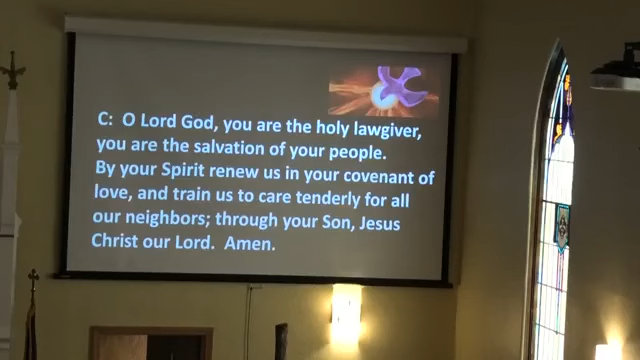 C:  O Lord God, you are the holy lawgiver,
you are the salvation of your people.
By your Spirit renew us in your covenant of
love, and train us to care tenderly for all
our neighbors; through your Son, Jesus
Christ our Lord.  Amen.